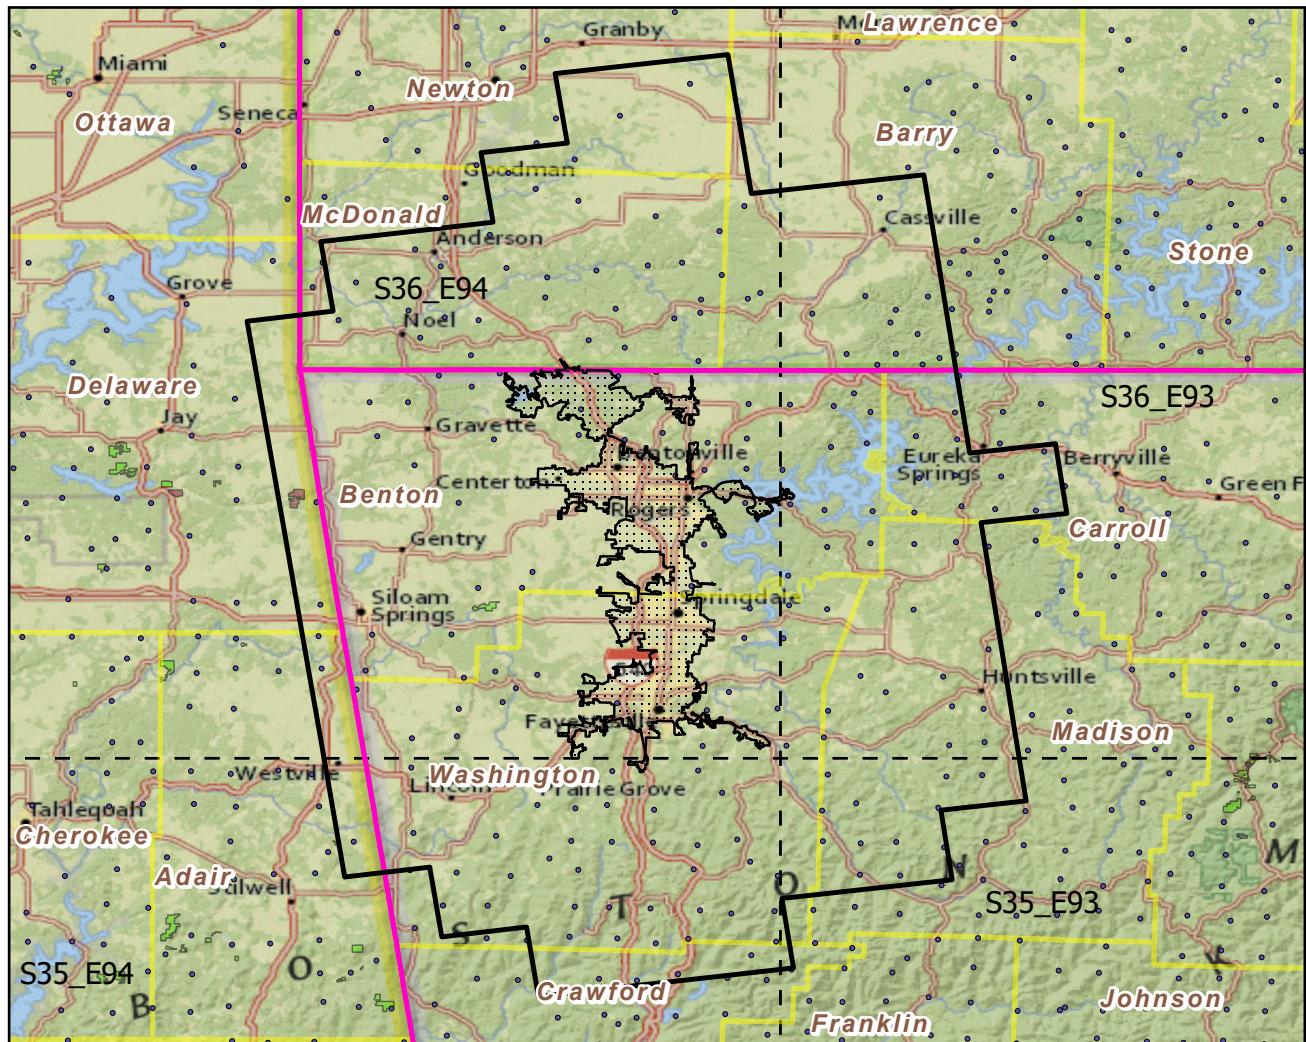 Granby
Lawrence
Miami
Newton
Seneca
Ottawa
Barry
Goodman
McDonald
Cassville
Anderson
Stone
Grove
S36_E94
Noel
Delaware
S36_E93
Jay
Gravette
Bentonville
Eureka
Springs
Berryville
Centerton
Benton
Green F
Rogers
Carroll
Gentry
Siloam
Springs
Springdale
Huntsville
Fayetteville
Madison
Westville
Washington
Lincoln
Prairie Grove
Tahlequah
Cherokee
Adair
Stilwell
M
N
O
T
S
O
B
K
S35_E93
S35_E94
Crawford
Johnson
Franklin